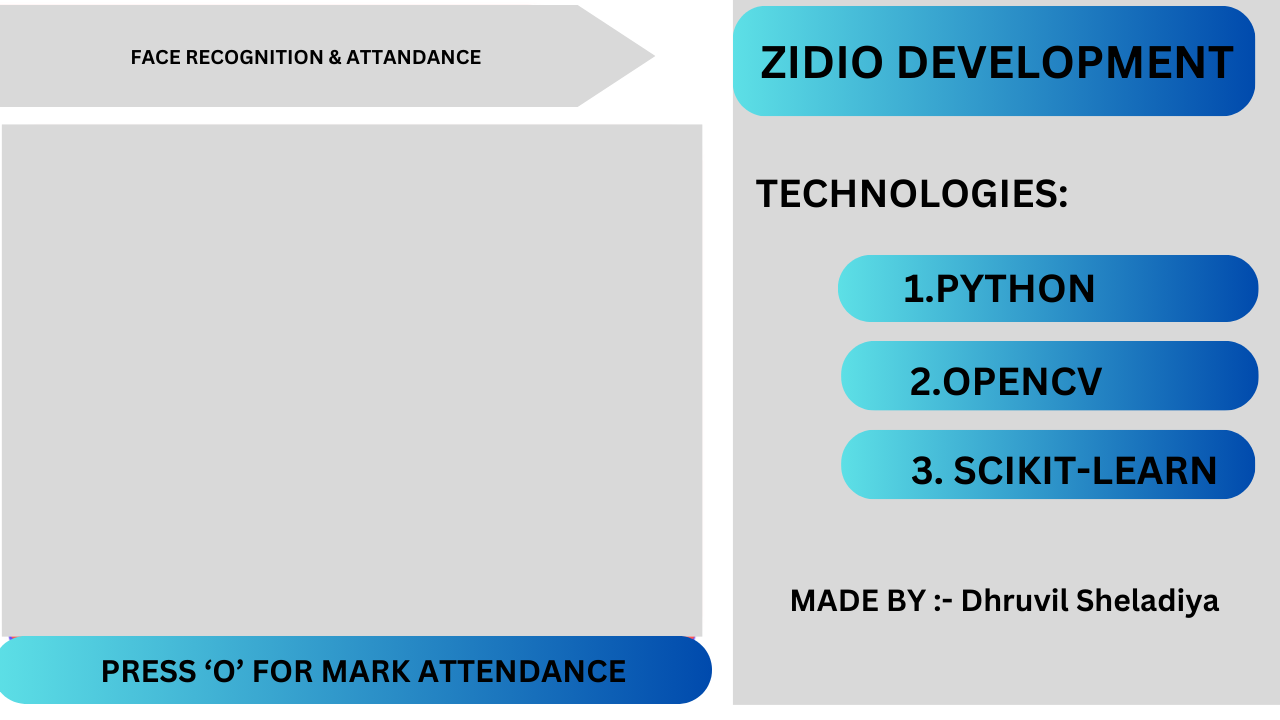 FACE RECOGNITION & ATTANDANCE
PRESS ‘O’ FOR MARK ATTENDANCE
ZIDIO DEVELOPMENT
TECHNOLOGIES:
1.PYTHON
2.OPENCV
3. SCIKIT-LEARN
MADE BY :- Dhruvil Sheladiya